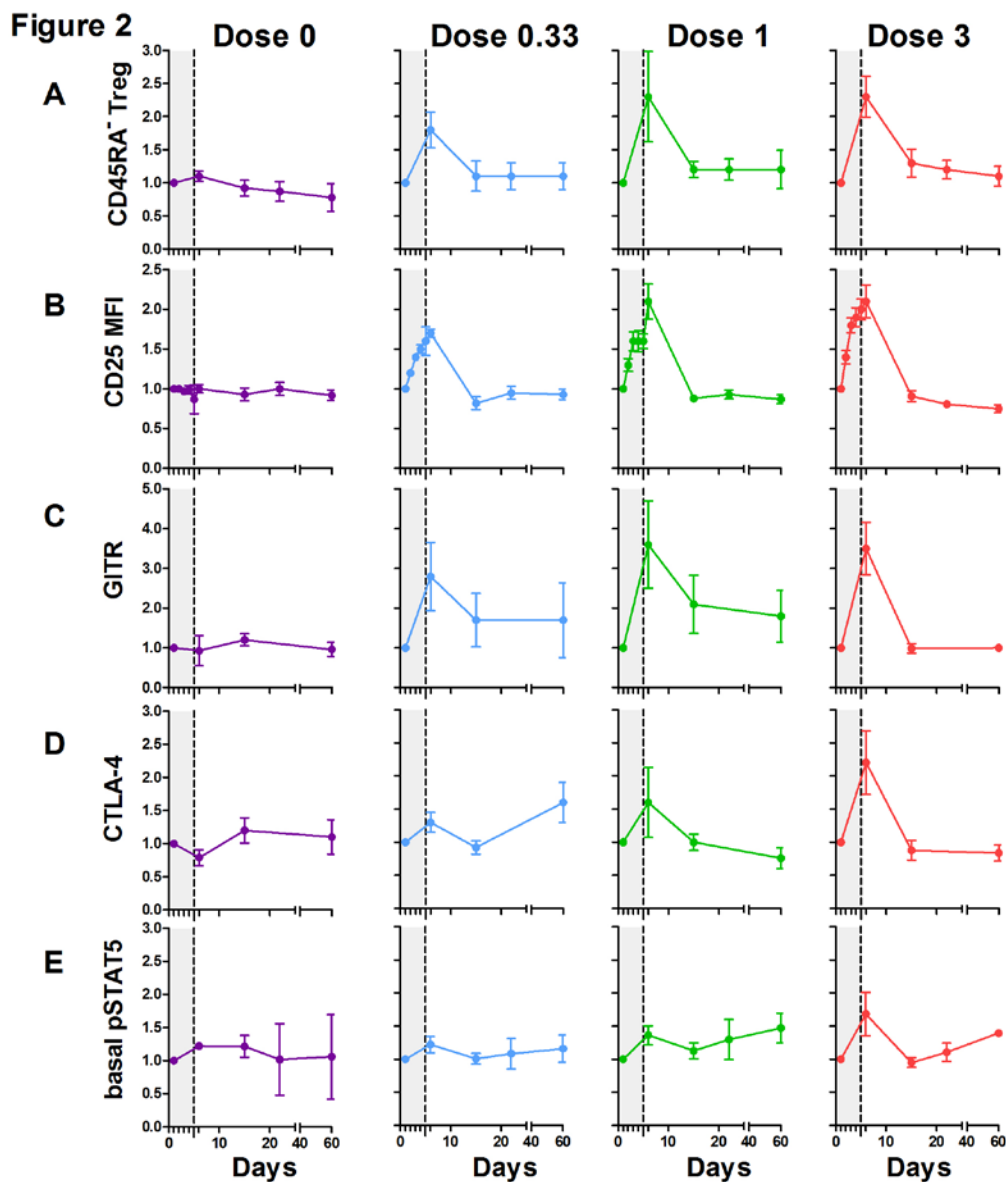 Figure 2
Dose 0 Dose 0.33 Dose 1 Dose 3
A
CD45RA⁻ Treg
3.0
2.5
2.0
1.5
1.0
0.5
0.0
B
CD25 MFI
2.5
2.0
1.5
1.0
0.5
0.0
C
GITR
5.0
4.0
3.0
2.0
1.0
0.0
D
CTLA-4
3.0
2.5
2.0
1.5
1.0
0.5
0.0
E
basal pSTAT5
3.0
2.5
2.0
1.5
1.0
0.5
0.0
0 10 20 40 60 0 10 20 40 60 0 10 20 40 60 0 10 20 40 60
Days Days Days Days